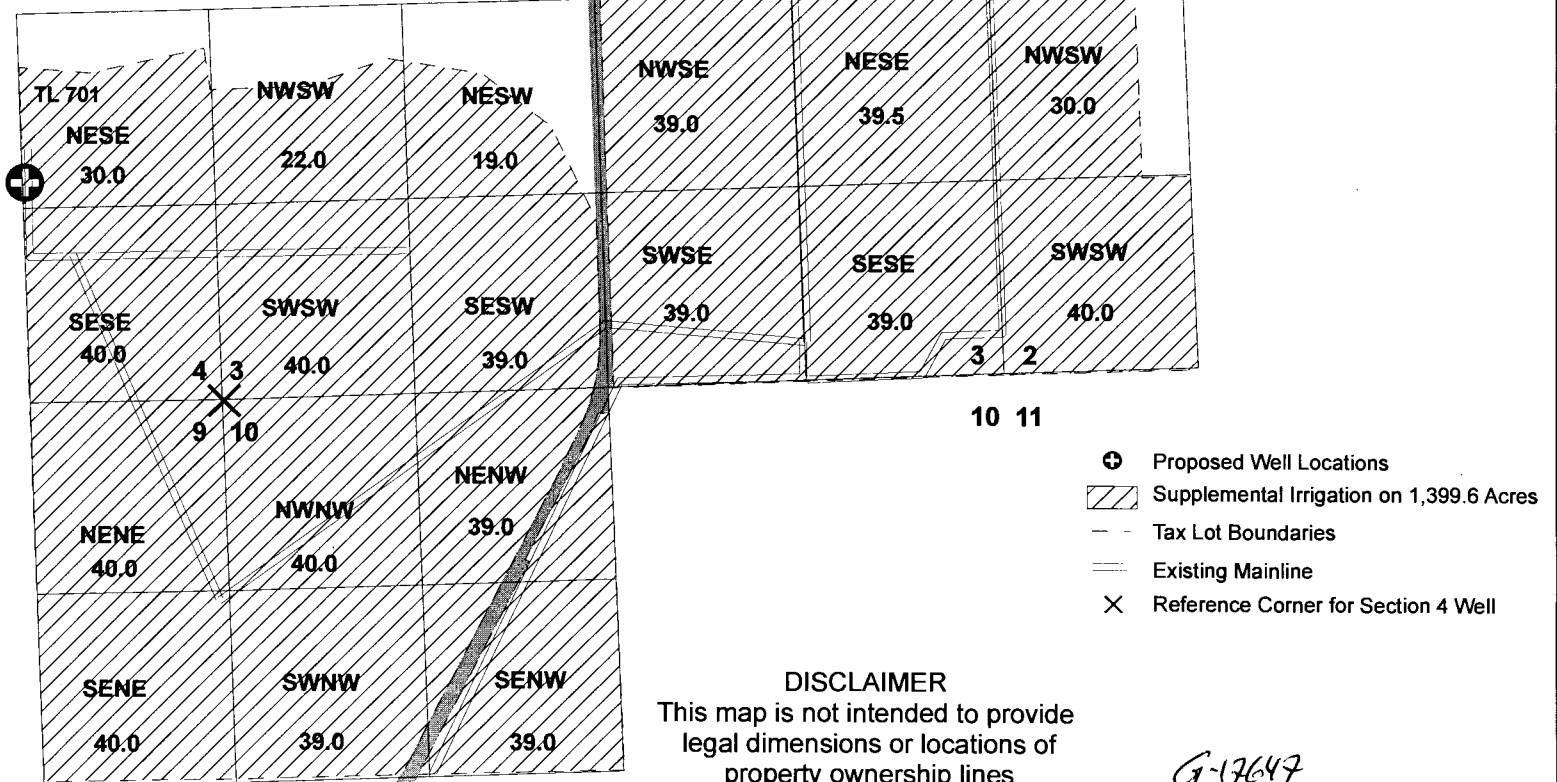 NWSE
NESE
NWSW
39.0
39.5
30.0
TL 701
NESE
30.0
NWSW
22.0
NESW
19.0
SWSE
39.0
SESE
39.0
SWSW
40.0
SESE
40.0
SWSW
40.0
SESW
39.0
4 3
9 10
3 2
10 11
NENE
40.0
NWNW
40.0
NENW
39.0
SENE
40.0
SWNW
39.0
SENW
39.0
Proposed Well Locations
Supplemental Irrigation on 1,399.6 Acres
Tax Lot Boundaries
Existing Mainline
Reference Corner for Section 4 Well
DISCLAIMER
This map is not intended to provide
legal dimensions or locations of
property ownership lines
G-17647